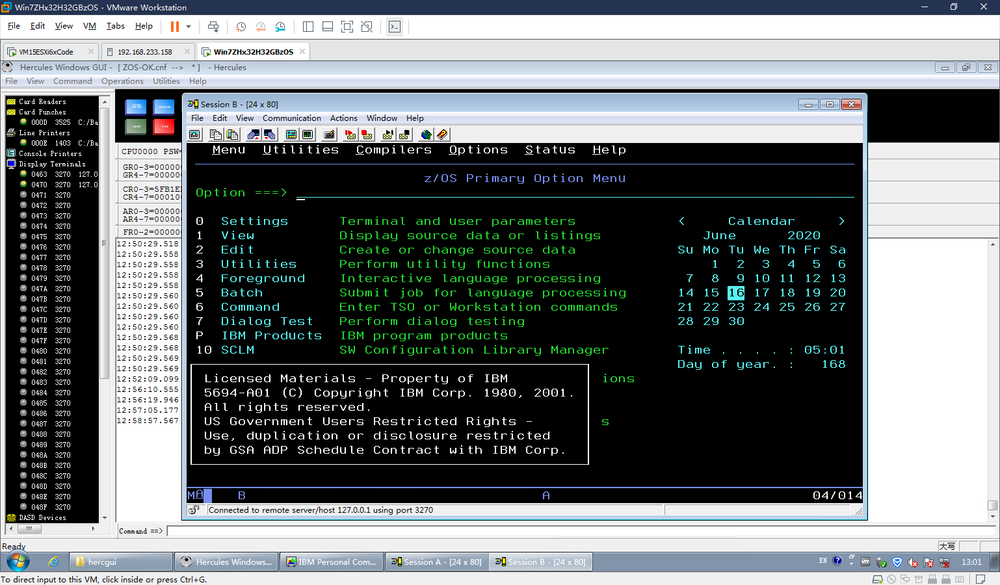 Win7ZHx32H32GBzOS - VMware Workstation
File Edit View VM Tabs Help
VM15ESXi6xCode
192.168.233.158
Win7ZHx32H32GBzOS
Hercules Windows GUI - [ ZOS-OK.cnf --> * ] - Hercules
File View Command Operations Utilities Help
Card Readers
Card Punches
000D 3525 C:/Ba
Line Printers
000E 1403 C:/Ba
Console Printers
Display Terminals
0463 3270 127.0
0470 3270 127.0
0471 3270
0472 3270
0473 3270
0474 3270
0475 3270
0476 3270
0477 3270
0478 3270
0479 3270
047A 3270
047B 3270
047C 3270
047D 3270
047E 3270
047F 3270
0480 3270
0481 3270
0482 3270
0483 3270
0484 3270
0485 3270
0486 3270
0487 3270
0488 3270
0489 3270
048A 3270
048B 3270
048C 3270
048D 3270
048E 3270
048F 3270
DASD Devices
CPU0000 PSW=
GR0-3=000000
GR4-7=000000
CR0-3=5FB1E
CR4-7=000100
AR0-3=000000
AR4-7=000000
FR0-2=000000
12:50:29.518
12:50:29.558
12:50:29.558
12:50:29.558
12:50:29.558
12:50:29.560
12:50:29.560
12:50:29.560
12:50:29.560
12:50:29.568
12:50:29.568
12:50:29.569
12:50:29.569
12:52:09.099
12:56:10.555
12:56:19.946
12:57:05.177
12:58:57.567
Session B - [24 x 80]
File Edit View Communication Actions Window Help
Menu Utilities Compilers Options Status Help
z/OS Primary Option Menu
Option ===>
0 Settings Terminal and user parameters < Calendar >
1 View Display source data or listings June 2020
2 Edit Create or change source data Su Mo Tu We Th Fr Sa
3 Utilities Perform utility functions 1 2 3 4 5 6
4 Foreground Interactive language processing 7 8 9 10 11 12 13
5 Batch Submit job for language processing 14 15 16 17 18 19 20
6 Command Enter TSO or Workstation commands 21 22 23 24 25 26 27
7 Dialog Test Perform dialog testing 28 29 30
P IBM Products IBM program products
10 SCLM SW Configuration Library Manager Time . . . . : 05:01
Day of year. : 168
Licensed Materials - Property of IBM ions
5694-A01 (C) Copyright IBM Corp. 1980, 2001.
All rights reserved.
US Government Users Restricted Rights - s
Use, duplication or disclosure restricted
by GSA ADP Schedule Contract with IBM Corp.
MA B A 04/014
Connected to remote server/host 127.0.0.1 using port 3270
Command ==>
Ready
大写
hercgui
Hercules Windows...
IBM Personal Com...
Session A - [24 x 80]
Session B - [24 x 80]
EN
13:01
To direct input to this VM, click inside or press Ctrl+G.